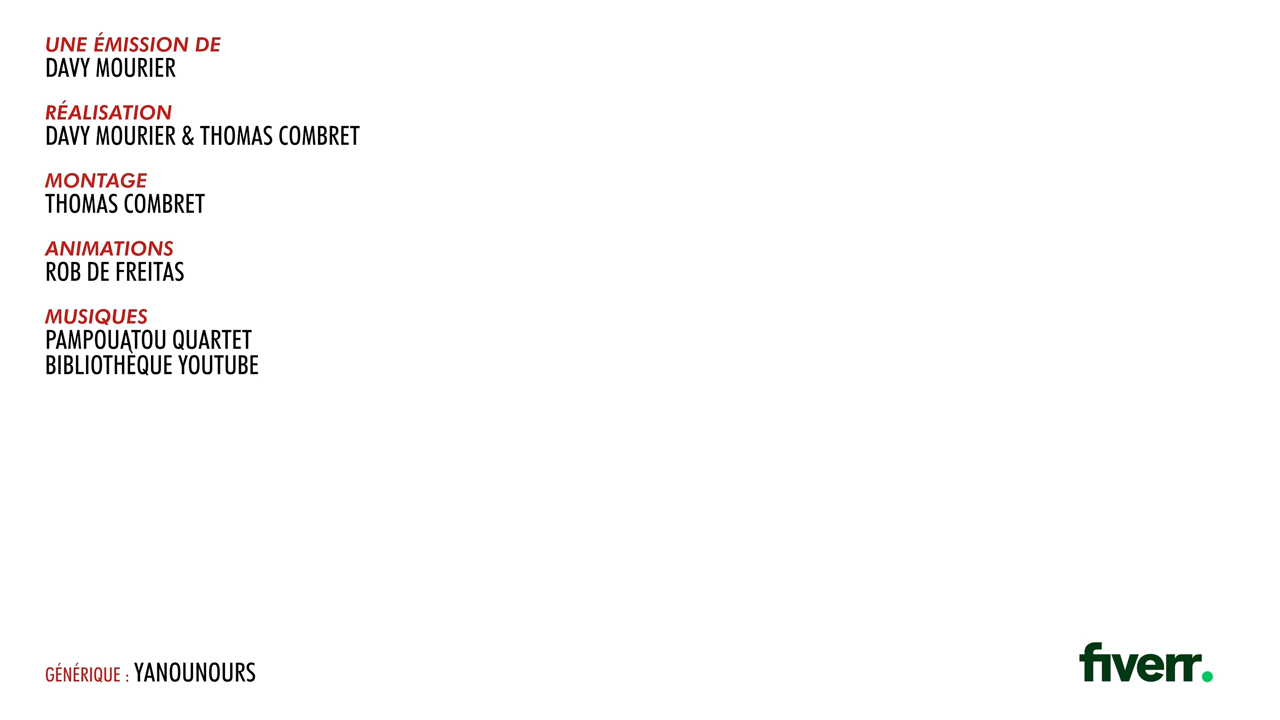 UNE ÉMISSION DE
DAVY MOURIER
RÉALISATION
DAVY MOURIER & THOMAS COMBRET
MONTAGE
THOMAS COMBRET
ANIMATIONS
ROB DE FREITAS
MUSIQUES
PAMPOUATOU QUARTET
BIBLIOTHÈQUE YOUTUBE
GÉNÉRIQUE : YANOUNOURS
fiverr.